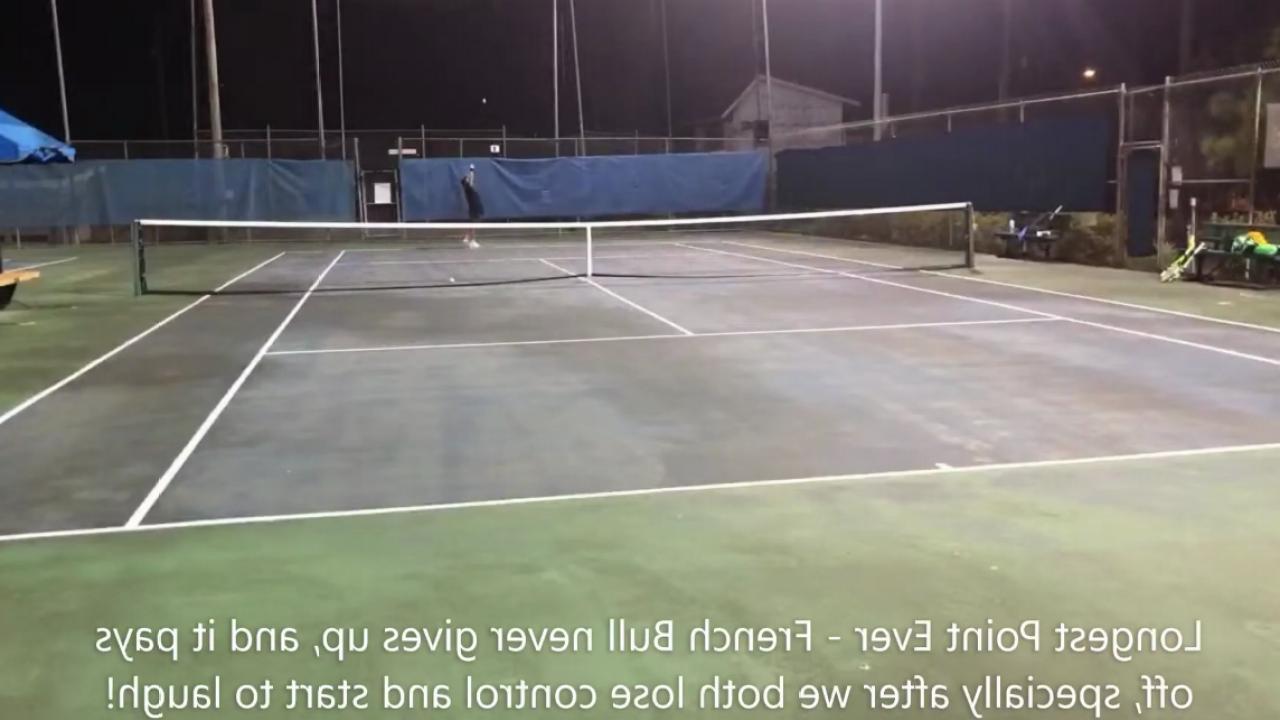 Longest Point Ever - French Bull never gives up, and it pays
off, specially after we both lose control and start to laugh!